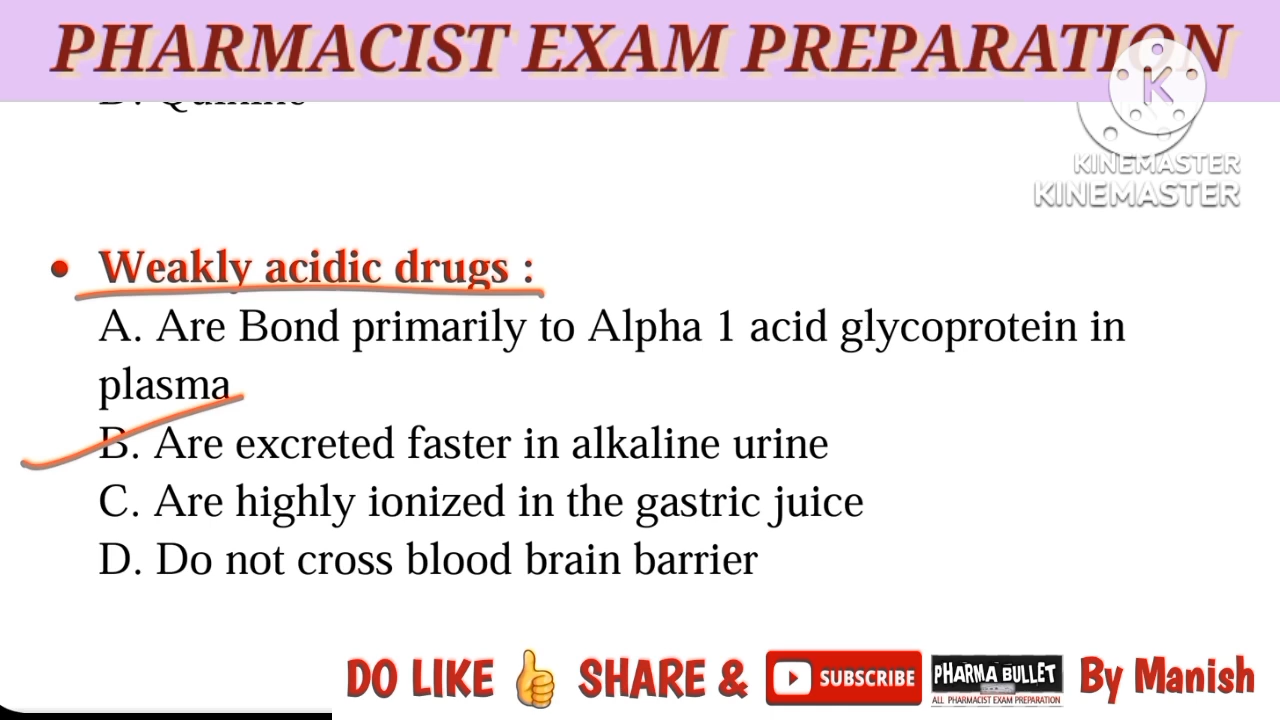 PHARMACIST EXAM PREPARATION
KINEMASTER
KINEMASTER
• Weakly acidic drugs :
A. Are Bond primarily to Alpha 1 acid glycoprotein in
plasma
B. Are excreted faster in alkaline urine
C. Are highly ionized in the gastric juice
D. Do not cross blood brain barrier
DO LIKE 👍 SHARE & SUBSCRIBE PHARMA BULLET By Manish
ALL PHARMACIST EXAM PREPARATION